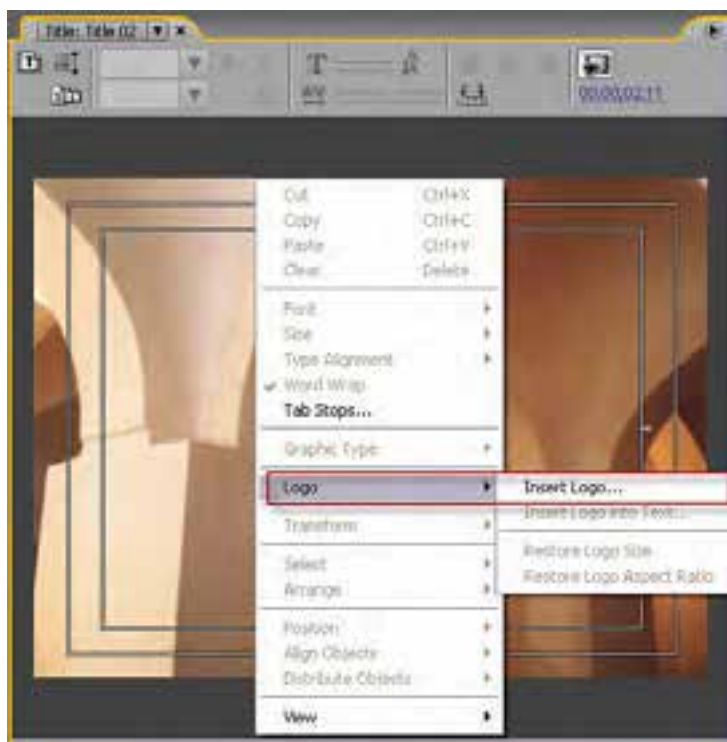 Title: Title 02
00;00;02;11
Cut Ctrl+X
Copy Ctrl+C
Paste Ctrl+V
Clear Delete
Font
Size
Type Alignment
Word Wrap
Tab Stops...
Graphic Type
Logo
Insert Logo...
Insert Logo into Text...
Transform
Restore Logo Size
Select
Restore Logo Aspect Ratio
Arrange
Position
Align Objects
Distribute Objects
View